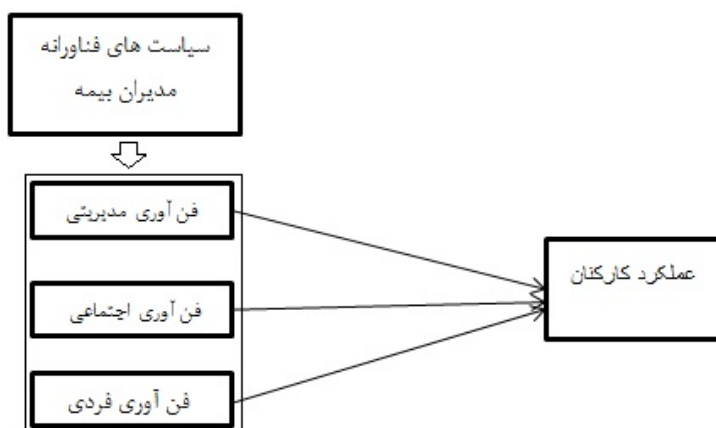 سیاست های فناورانه
مدیران بیمه
فن آوری مدیریتی
عملکرد کارکنان
فن آوری اجتماعی
فن آوری فردی